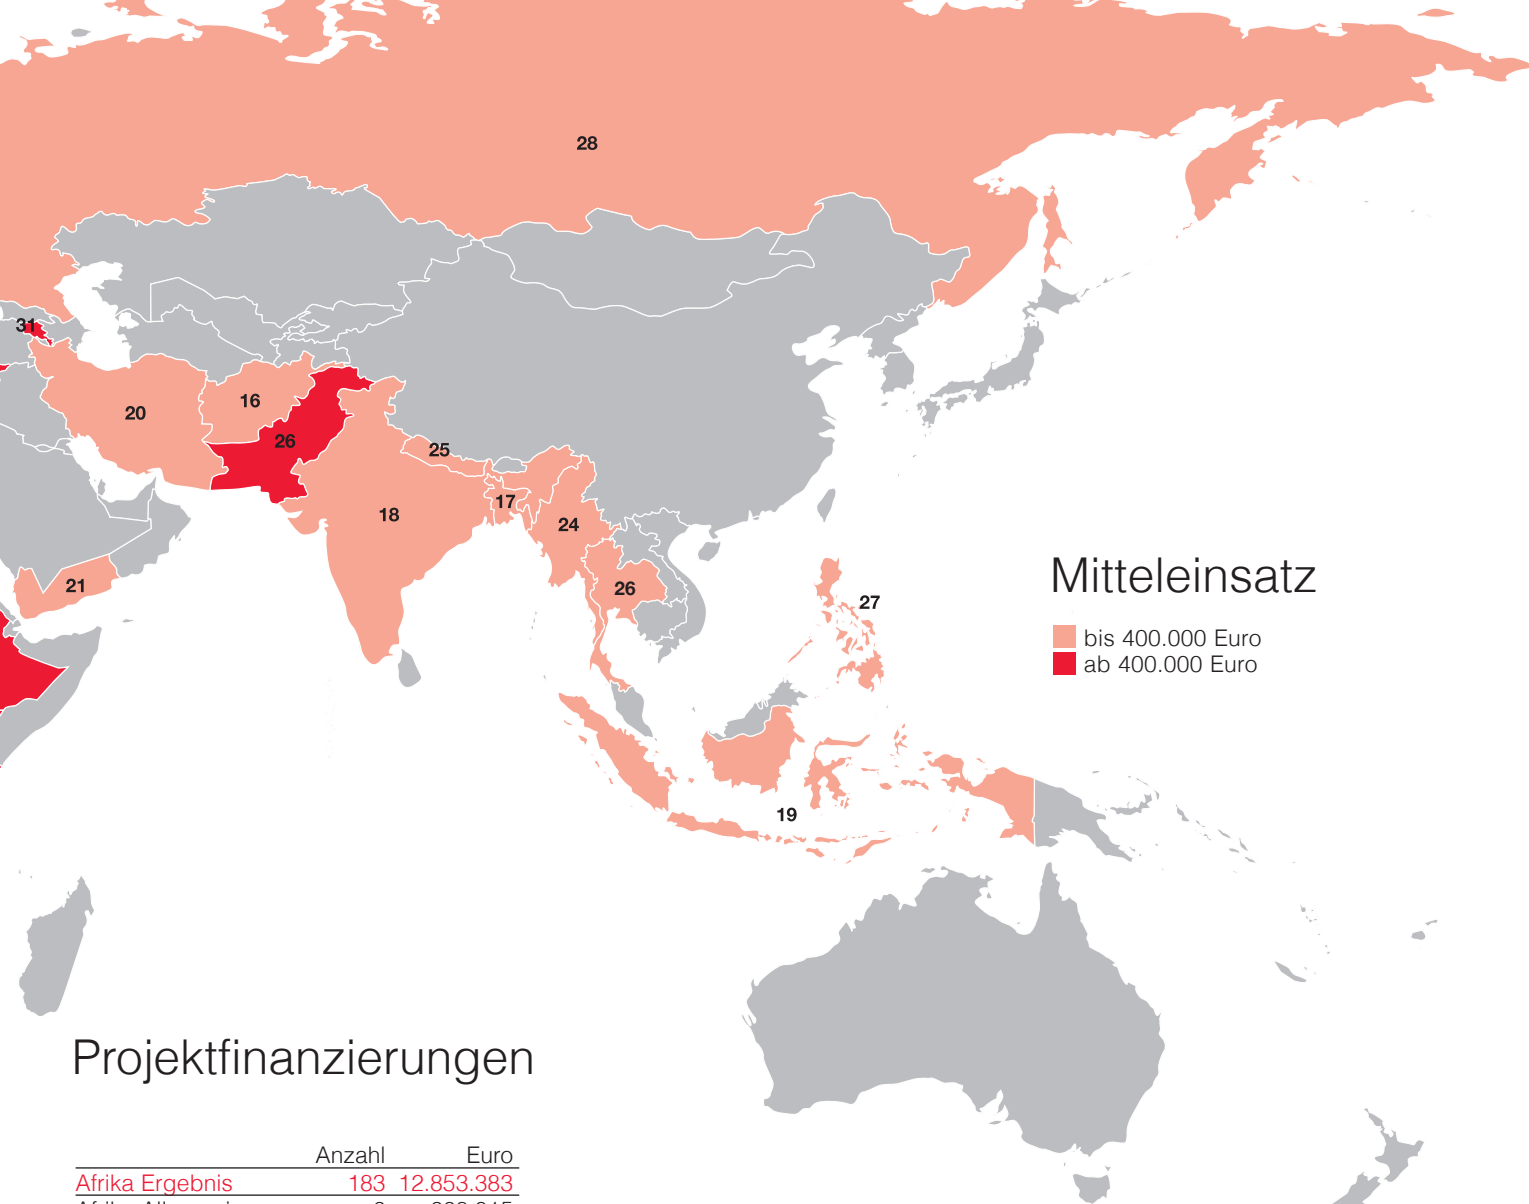 28
31
20
16
26
25
18
17
24
21
26
27
Mitteleinsatz
bis 400.000 Euro
ab 400.000 Euro
19
Projektfinanzierungen
Anzahl Euro
Afrika Ergebnis 183 12.853.383